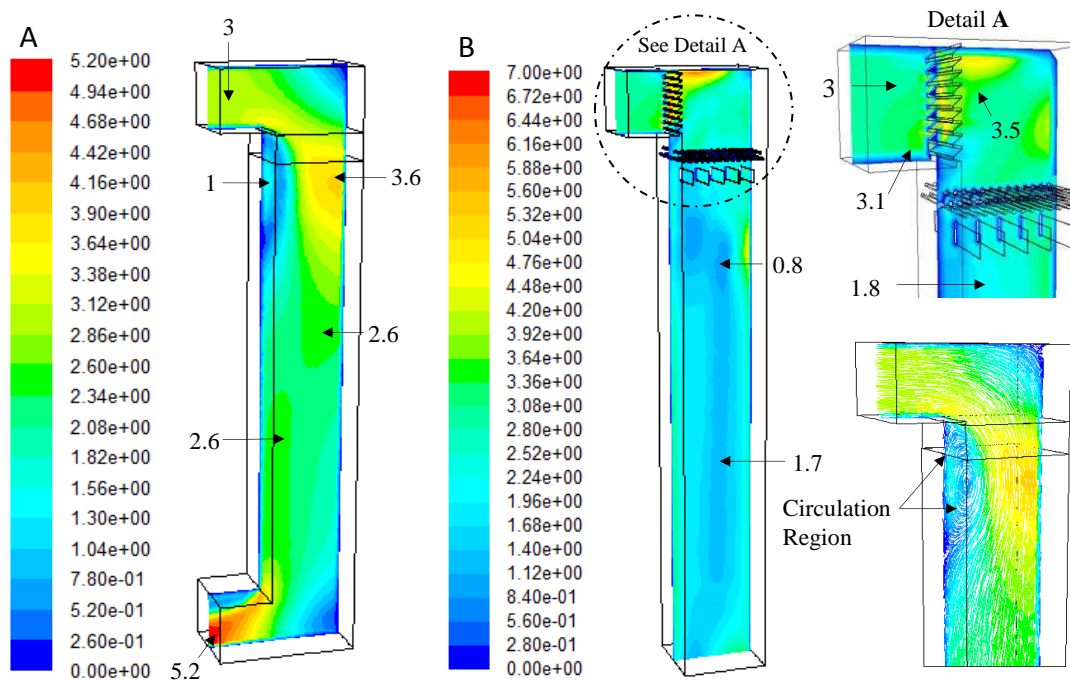 A
5.20e+00
4.94e+00
4.68e+00
4.42e+00
4.16e+00
3.90e+00
3.64e+00
3.38e+00
3.12e+00
2.86e+00
2.60e+00
2.34e+00
2.08e+00
1.82e+00
1.56e+00
1.30e+00
1.04e+00
7.80e-01
5.20e-01
2.60e-01
0.00e+00
3
1
3.6
2.6
2.6
5.2
B
7.00e+00
6.72e+00
6.44e+00
6.16e+00
5.88e+00
5.60e+00
5.32e+00
5.04e+00
4.76e+00
4.48e+00
4.20e+00
3.92e+00
3.64e+00
3.36e+00
3.08e+00
2.80e+00
2.52e+00
2.24e+00
1.96e+00
1.68e+00
1.40e+00
1.12e+00
8.40e-01
5.60e-01
2.80e-01
0.00e+00
See Detail A
0.8
1.7
Detail A
3
3.5
3.1
1.8
Circulation
Region